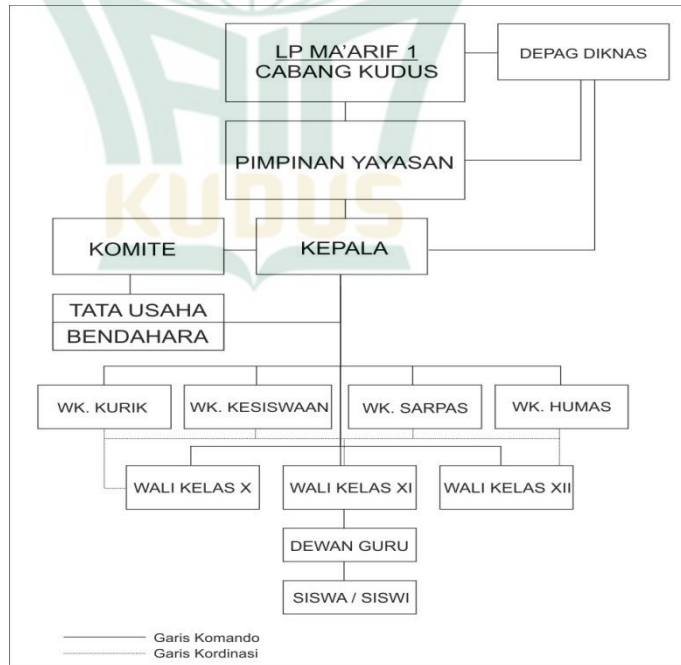 LP MA'ARIF 1
CABANG KUDUS
DEPAG DIKNAS
PIMPINAN YAYASAN
KUDUS
KOMITE
KEPALA
TATA USAHA
BENDAHARA
WK. KURIK
WK. KESISWAAN
WK. SARPAS
WK. HUMAS
WALI KELAS X
WALI KELAS XI
WALI KELAS XII
DEWAN GURU
SISWA / SISWI
Garis Komando
Garis Kordinasi